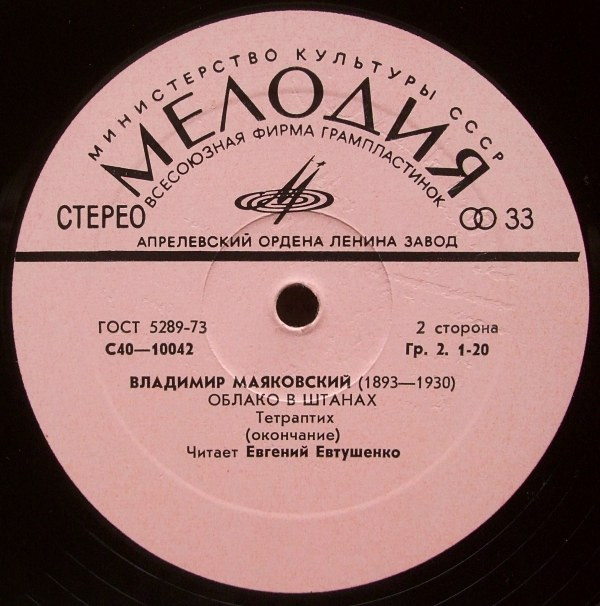 МИНИСТЕРСТВО КУЛЬТУРЫ СССР
МЕЛОДИЯ
ВСЕСОЮЗНАЯ ФИРМА ГРАМПЛАСТИНОК
СТЕРЕО 33
АПРЕЛЕВСКИЙ ОРДЕНА ЛЕНИНА ЗАВОД
ГОСТ 5289-73 2 сторона
С40—10042 Гр. 2. 1-20
ВЛАДИМИР МАЯКОВСКИЙ (1893—1930)
ОБЛАКО В ШТАНАХ
Тетраптих
(окончание)
Читает Евгений Евтушенко